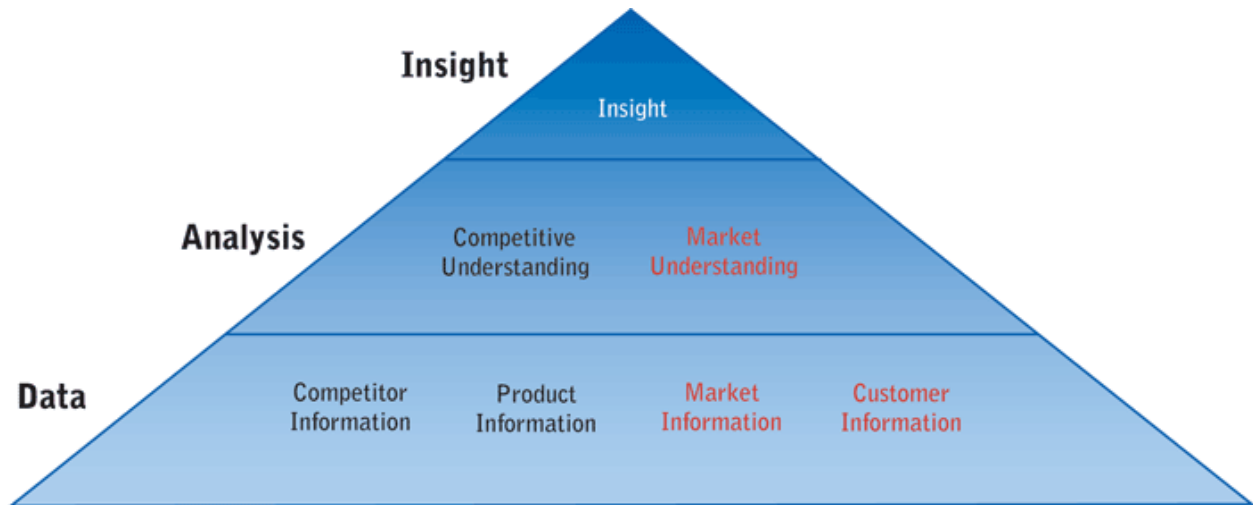 Insight
Insight
Analysis
Competitive
Understanding
Market
Understanding
Data
Competitor
Information
Product
Information
Market
Information
Customer
Information